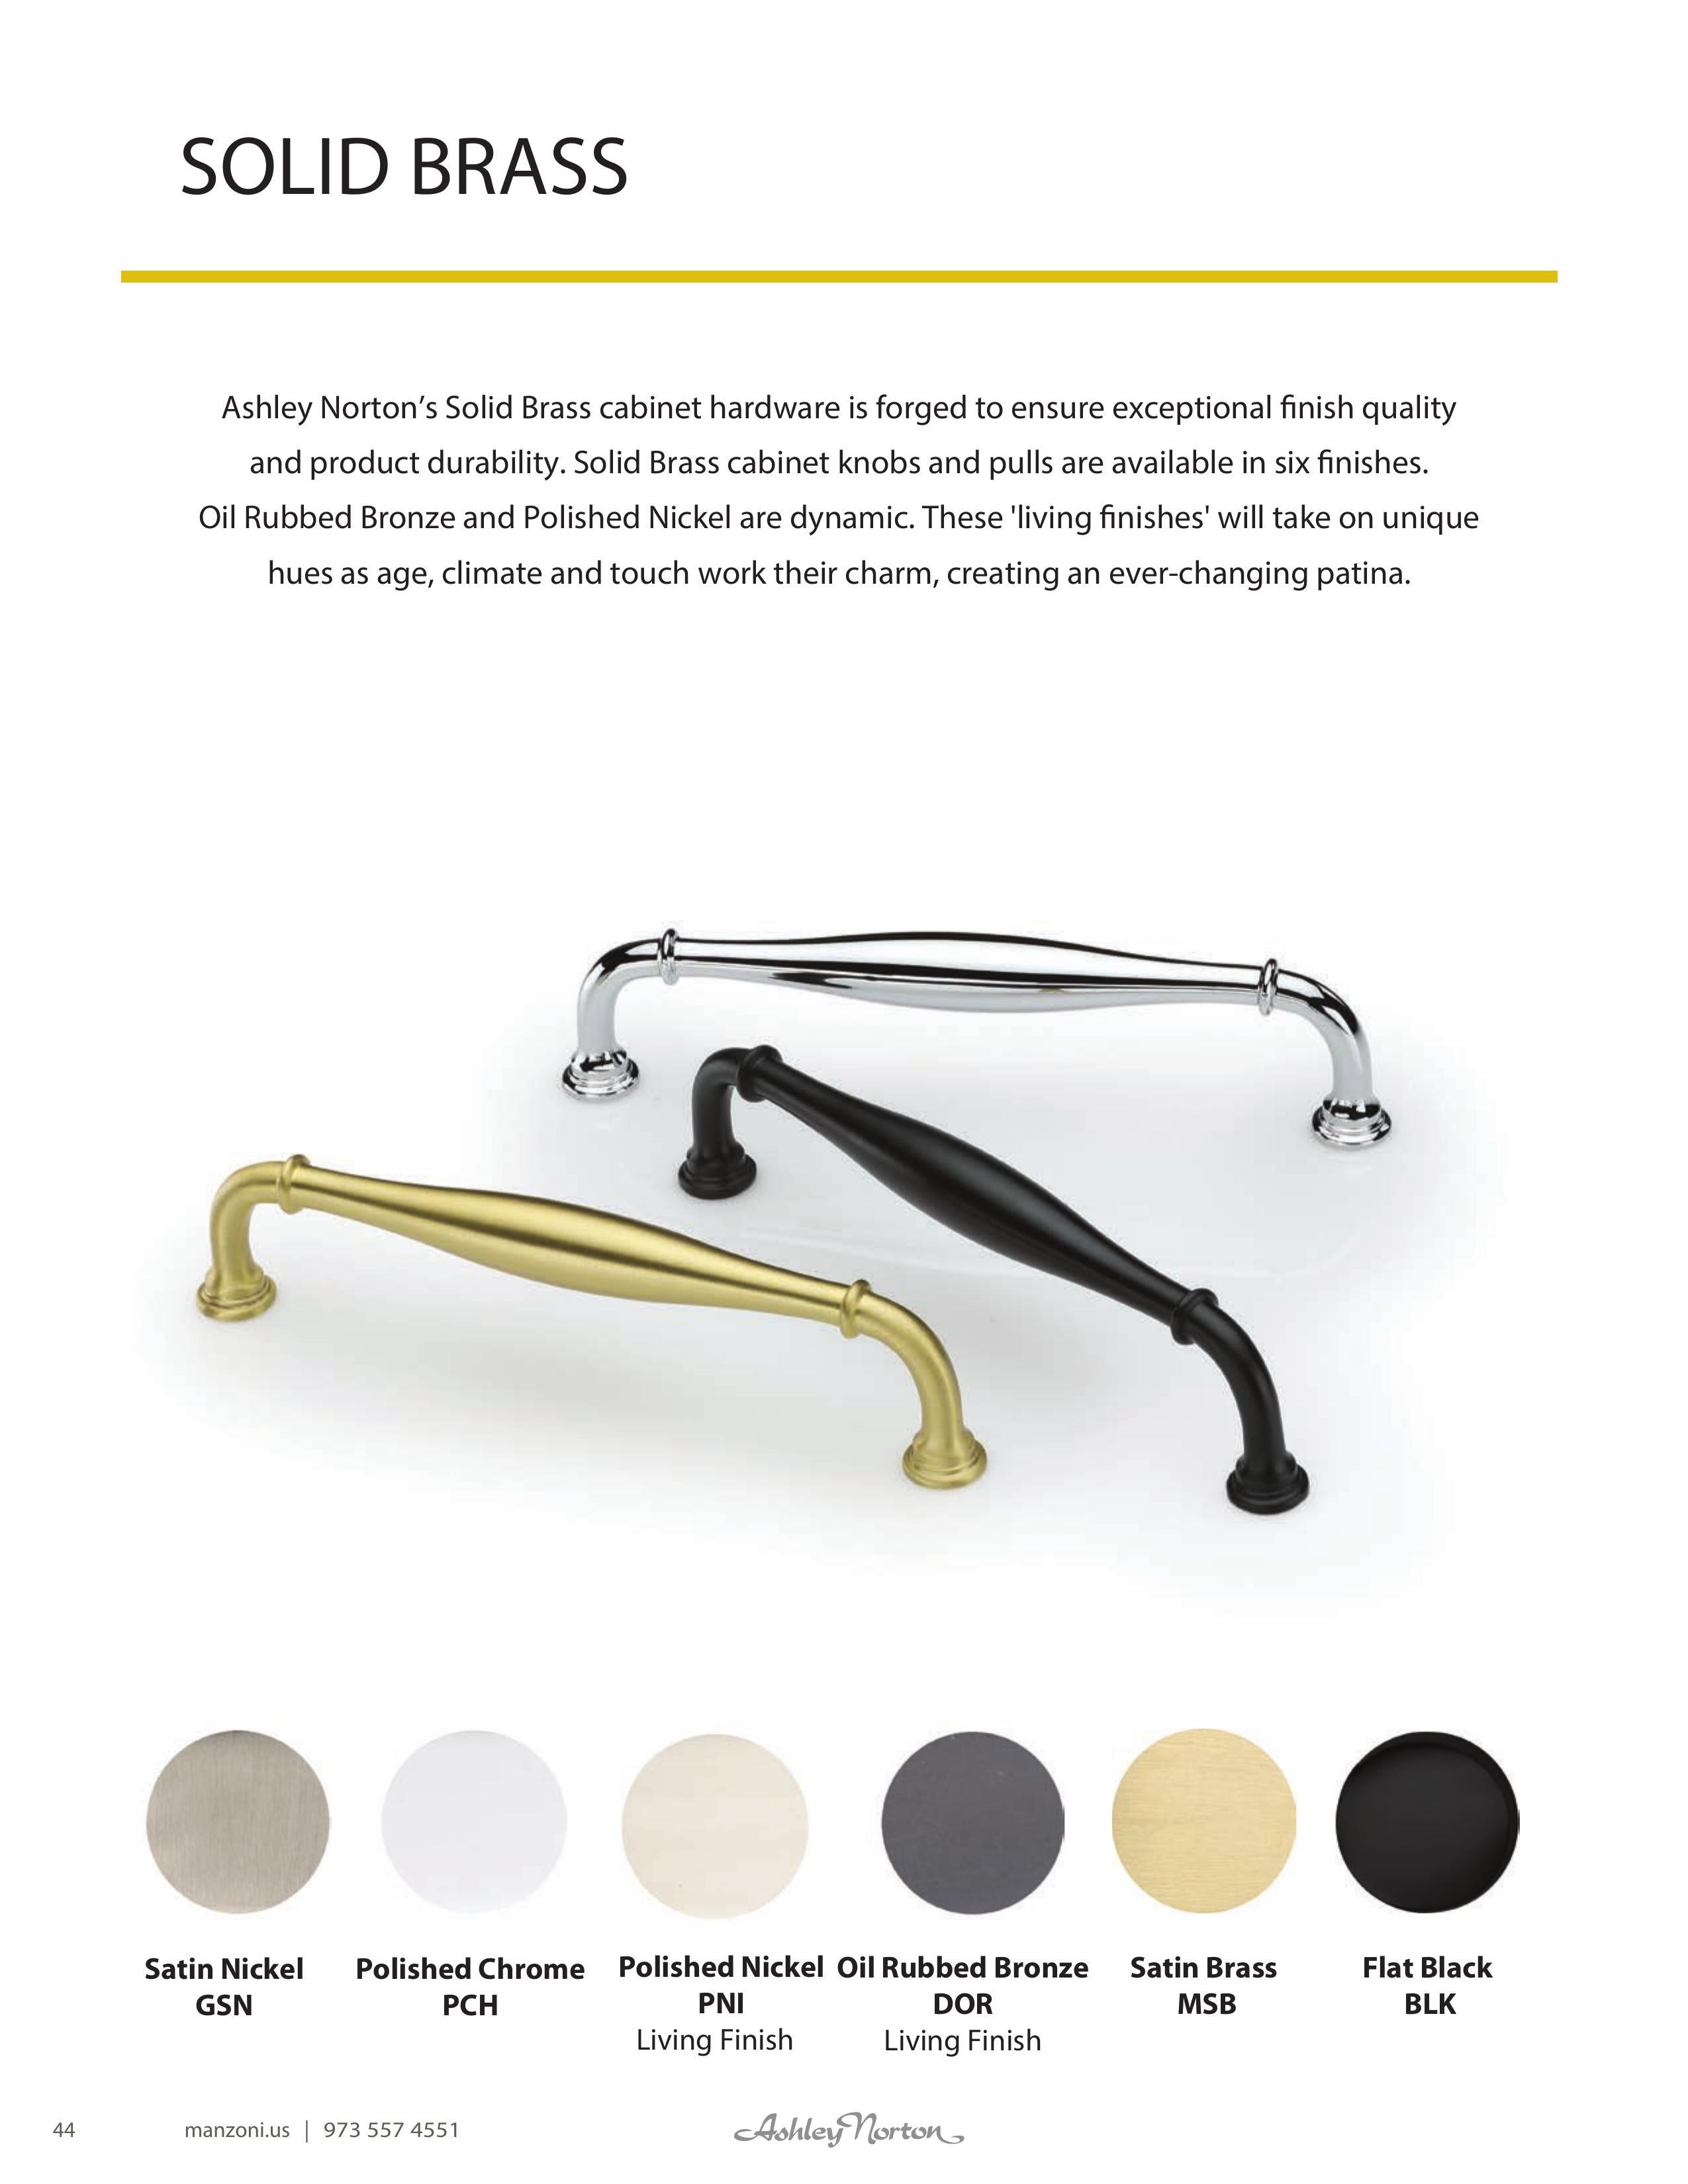 SOLID BRASS
Ashley Norton’s Solid Brass cabinet hardware is forged to ensure exceptional finish quality
and product durability. Solid Brass cabinet knobs and pulls are available in six finishes.
Oil Rubbed Bronze and Polished Nickel are dynamic. These 'living finishes' will take on unique
hues as age, climate and touch work their charm, creating an ever-changing patina.
Satin Nickel
GSN
Polished Chrome
PCH
Polished Nickel
PNI
Living Finish
Oil Rubbed Bronze
DOR
Living Finish
Satin Brass
MSB
Flat Black
BLK
44
manzoni.us | 973 557 4551
Ashley Norton